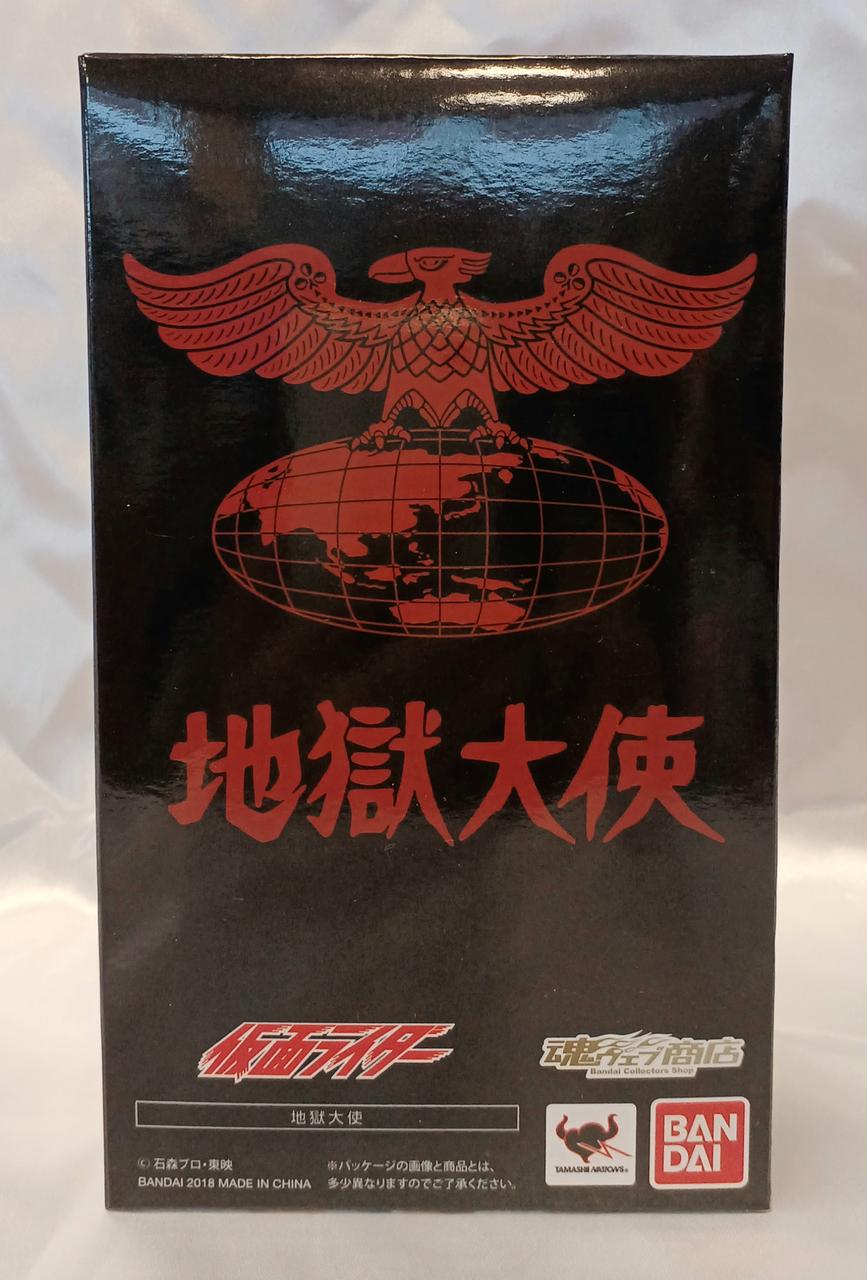 地獄大使
仮面ライダー
魂ウェブ商店
Bandai Collectors Shop
地獄大使
© 石森プロ・東映
BANDAI 2018 MADE IN CHINA
※パッケージの画像と商品とは、
多少異なりますのでご了承ください。
TAMASHII NATIONS®
BAN
DAI